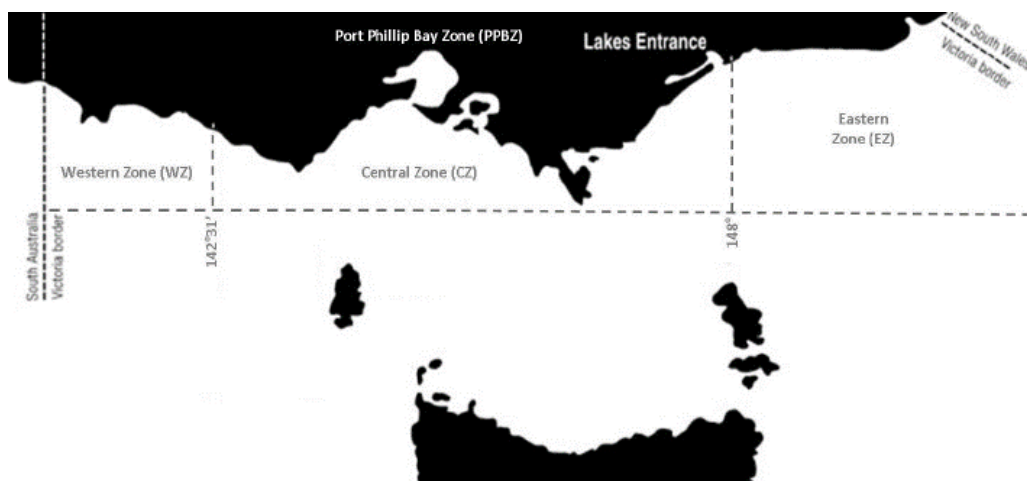 Port Phillip Bay Zone (PPBZ)
Lakes Entrance
New South Wales
Victoria border
Eastern
Zone (EZ)
Western Zone (WZ)
Central Zone (CZ)
South Australia
Victoria border
142°31'
148°